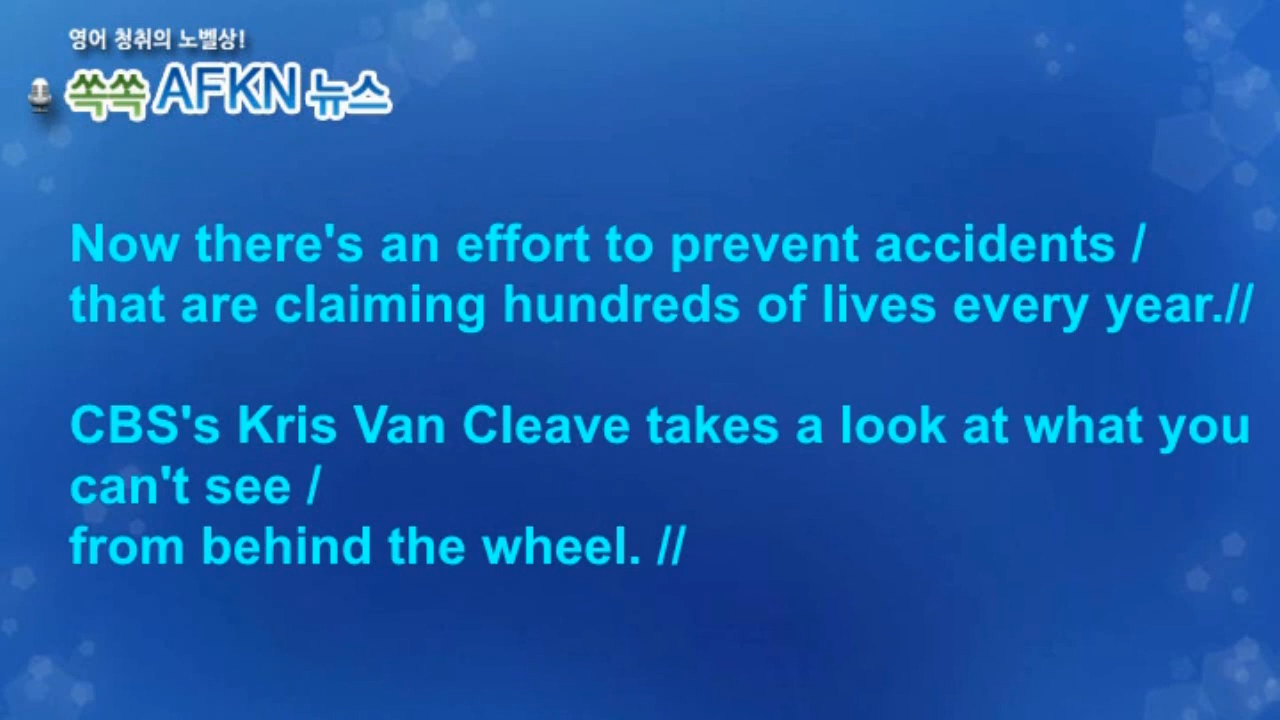 영어 청취의 노벨상!
쏙쏙 AFKN 뉴스
Now there's an effort to prevent accidents /
that are claiming hundreds of lives every year.//
CBS's Kris Van Cleave takes a look at what you
can't see /
from behind the wheel. //